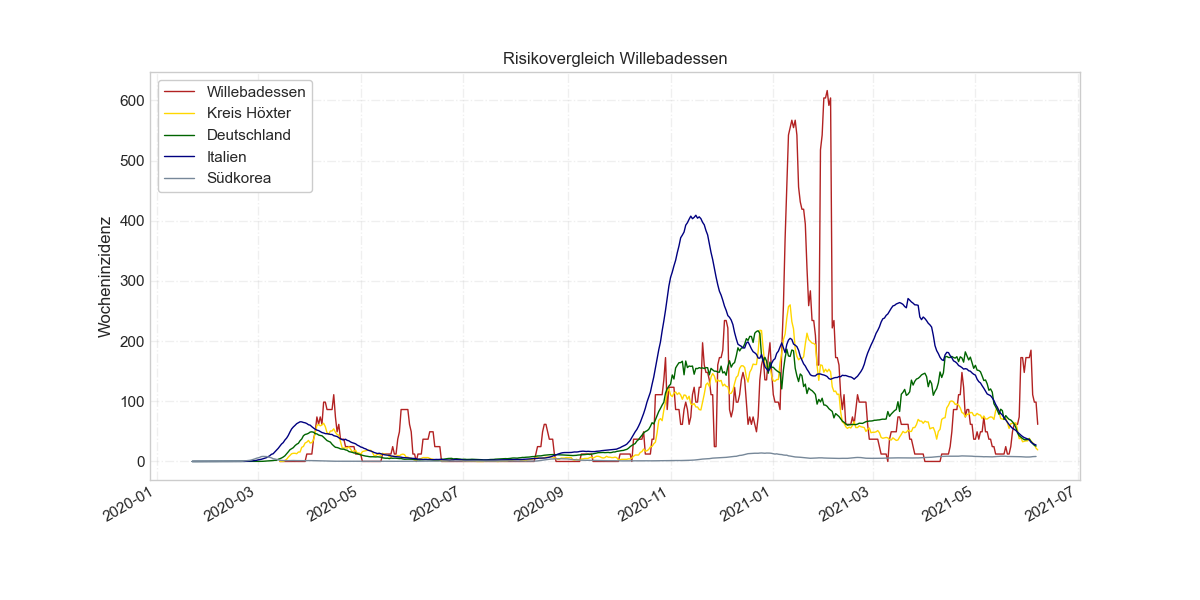 Risikovergleich Willebadessen
Willebadessen
Kreis Höxter
Deutschland
Italien
Südkorea
Wocheninzidenz
600
500
400
300
200
100
0
2020-01
2020-03
2020-05
2020-07
2020-09
2020-11
2021-01
2021-03
2021-05
2021-07